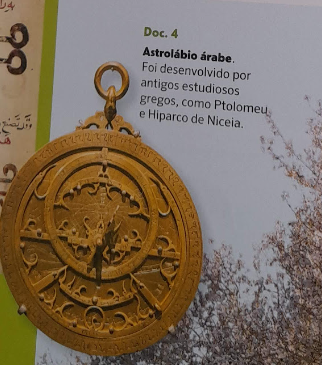 Doc. 4
Astrolábio árabe.
Foi desenvolvido por
antigos estudiosos
gregos, como Ptolomeu
e Hiparco de Niceia.